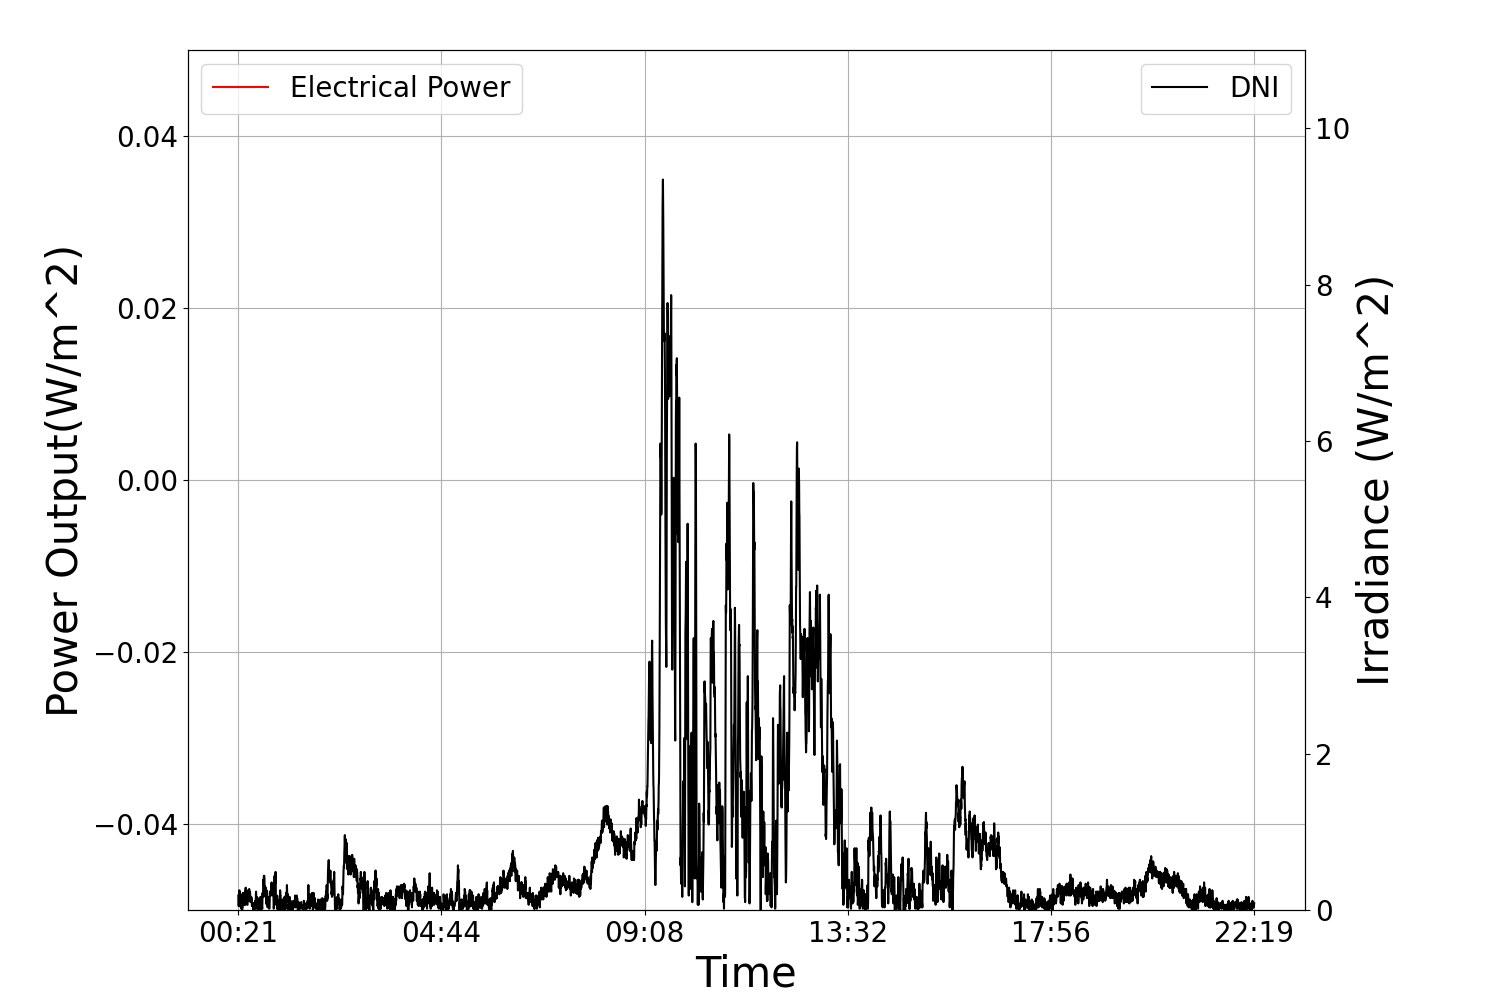 Electrical Power
DNI
Power Output(W/m^2)
0.04
0.02
0.00
−0.02
−0.04
10
8
6
4
2
0
Irradiance (W/m^2)
00:21 04:44 09:08 13:32 17:56 22:19
Time